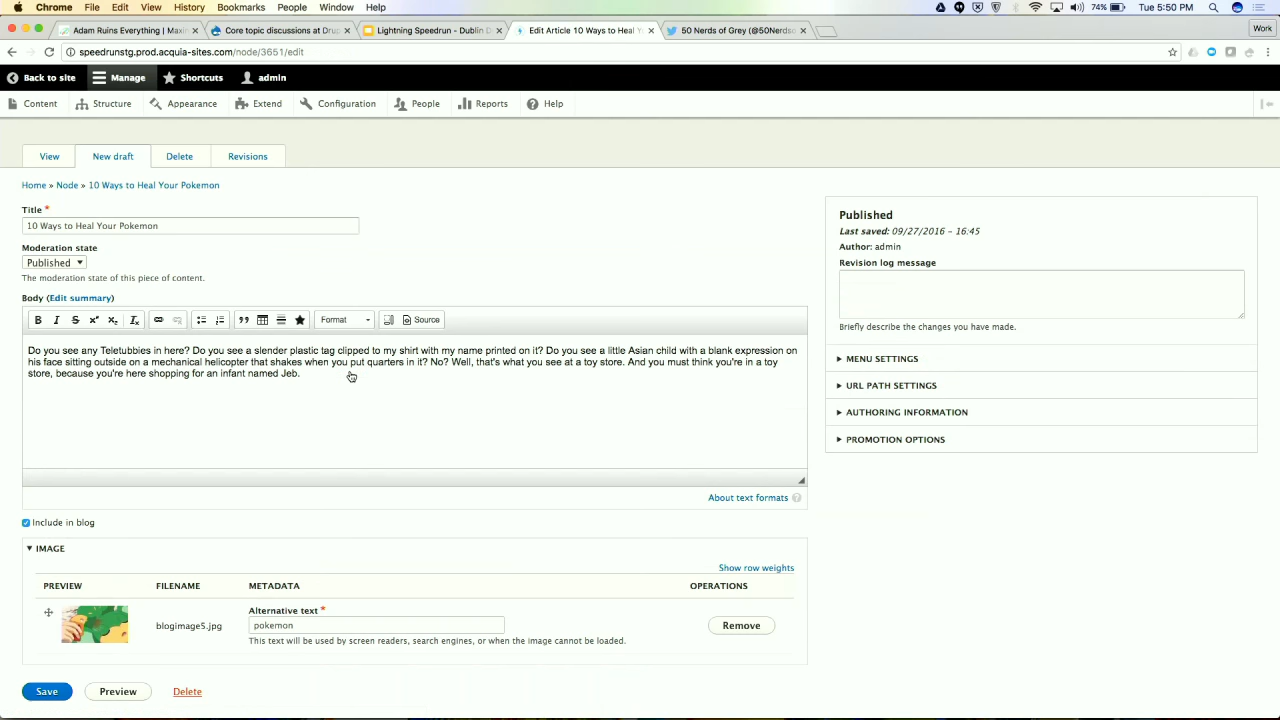 Chrome File Edit View History Bookmarks People Window Help 74% Tue 5:50 PM
Adam Ruins Everything | Maxim Core topic discussions at Dru Lightning Speedrun - Dublin D Edit Article 10 Ways to Heal Y 50 Nerds of Grey (@50Nerdso Work
speedrunstg.prod.acquia-sites.com/node/3651/edit
Back to site Manage Shortcuts admin
Content Structure Appearance Extend Configuration People Reports Help
View New draft Delete Revisions
Home » Node » 10 Ways to Heal Your Pokemon
Title *
10 Ways to Heal Your Pokemon
Moderation state
Published
The moderation state of this piece of content.
Body (Edit summary)
B I S x² x₂ Ix Format Source
Do you see any Teletubbies in here? Do you see a slender plastic tag clipped to my shirt with my name printed on it? Do you see a little Asian child with a blank expression on
his face sitting outside on a mechanical helicopter that shakes when you put quarters in it? No? Well, that's what you see at a toy store. And you must think you're in a toy
store, because you're here shopping for an infant named Jeb.
About text formats ?
Include in blog
IMAGE
Show row weights
PREVIEW FILENAME METADATA OPERATIONS
Alternative text *
blogimage5.jpg pokemon Remove
This text will be used by screen readers, search engines, or when the image cannot be loaded.
Save Preview Delete
Published
Last saved: 09/27/2016 - 16:45
Author: admin
Revision log message
Briefly describe the changes you have made.
MENU SETTINGS
URL PATH SETTINGS
AUTHORING INFORMATION
PROMOTION OPTIONS